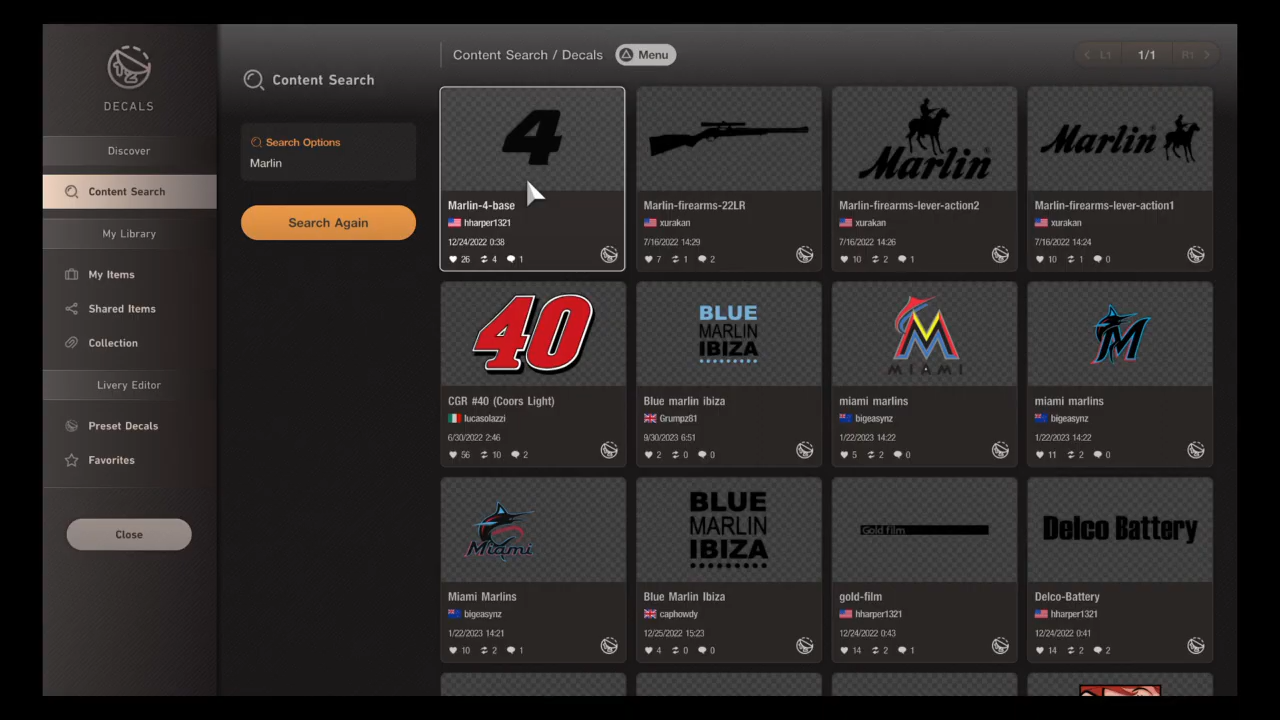 DECALS
Discover
Content Search
My Library
My Items
Shared Items
Collection
Livery Editor
Preset Decals
Favorites
Close
Content Search
Search Options
Marlin
Search Again
Content Search / Decals
Menu
L1
1/1
R1
4
Marlin-4-base
hharper1321
12/24/2022 0:38
26 4 1
Marlin-firearms-22LR
xurakan
7/16/2022 14:29
7 1 2
Marlin
Marlin-firearms-lever-action2
xurakan
7/16/2022 14:26
10 2 1
Marlin
Marlin-firearms-lever-action1
xurakan
7/16/2022 14:24
10 1 0
40
CGR #40 (Coors Light)
lucasolazzi
6/30/2022 2:46
56 10 2
BLUE
MARLIN
IBIZA
Blue marlin ibiza
Grumpz81
9/30/2023 6:51
2 0 0
M
MIAMI
miami marlins
bigeasynz
1/22/2023 14:22
5 2 0
M
miami marlins
bigeasynz
1/22/2023 14:22
11 2 0
Miami
Miami Marlins
bigeasynz
1/22/2023 14:21
10 2 1
BLUE
MARLIN
IBIZA
Blue Marlin Ibiza
caphowdy
12/25/2022 15:23
4 0 0
Gold film
gold-film
hharper1321
12/24/2022 0:43
14 2 1
Delco Battery
Delco-Battery
hharper1321
12/24/2022 0:41
14 2 2